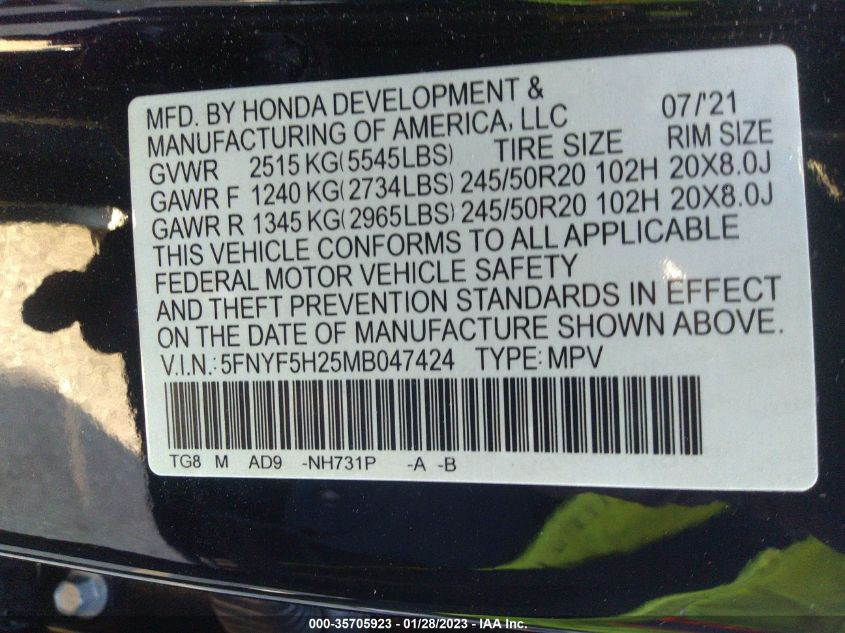 MFD. BY HONDA DEVELOPMENT & 07/'21
MANUFACTURING OF AMERICA, LLC
GVWR 2515 KG(5545LBS) TIRE SIZE RIM SIZE
GAWR F 1240 KG(2734LBS) 245/50R20 102H 20X8.0J
GAWR R 1345 KG(2965LBS) 245/50R20 102H 20X8.0J
THIS VEHICLE CONFORMS TO ALL APPLICABLE
FEDERAL MOTOR VEHICLE SAFETY
AND THEFT PREVENTION STANDARDS IN EFFECT
ON THE DATE OF MANUFACTURE SHOWN ABOVE.
V.I.N.: 5FNYF5H25MB047424 TYPE: MPV
TG8 M AD9 -NH731P -A -B
000-35705923 - 01/28/2023 - IAA Inc.